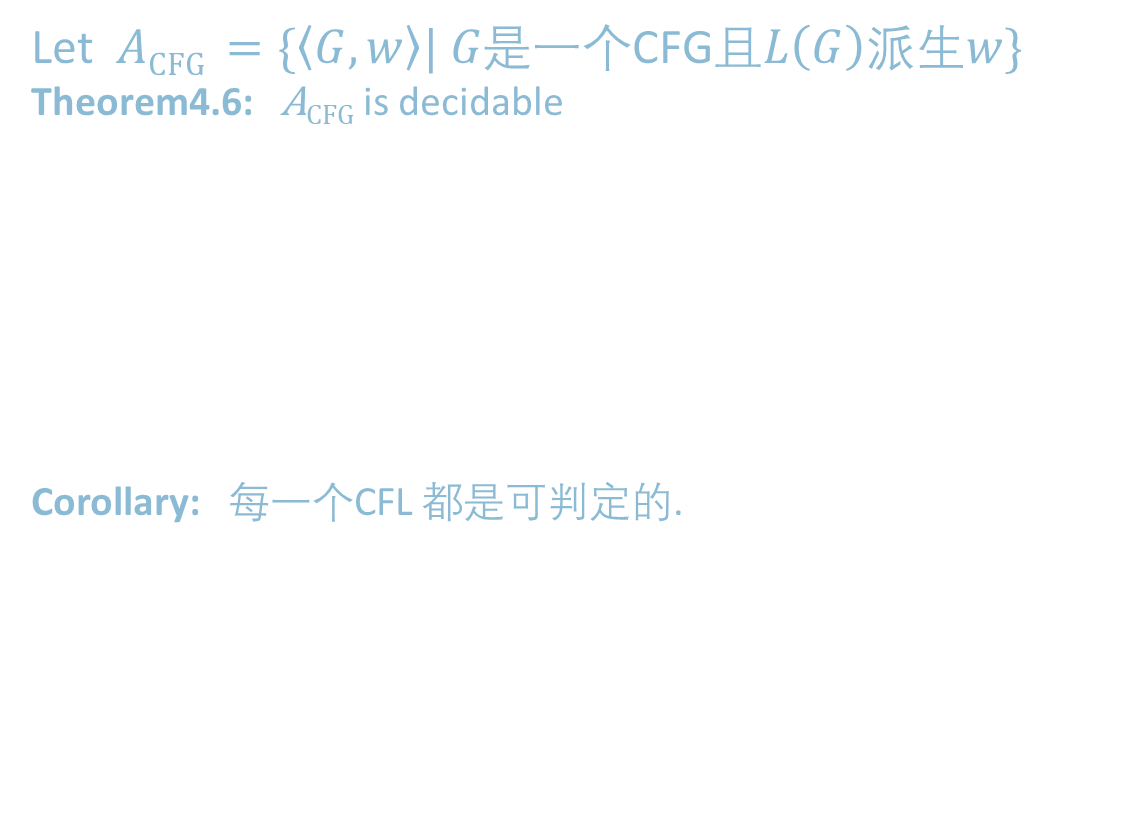 Let A_CFG = {⟨G, w⟩| G是一个CFG且L(G)派生w}
Theorem4.6: A_CFG is decidable
Corollary: 每一个CFL 都是可判定的.